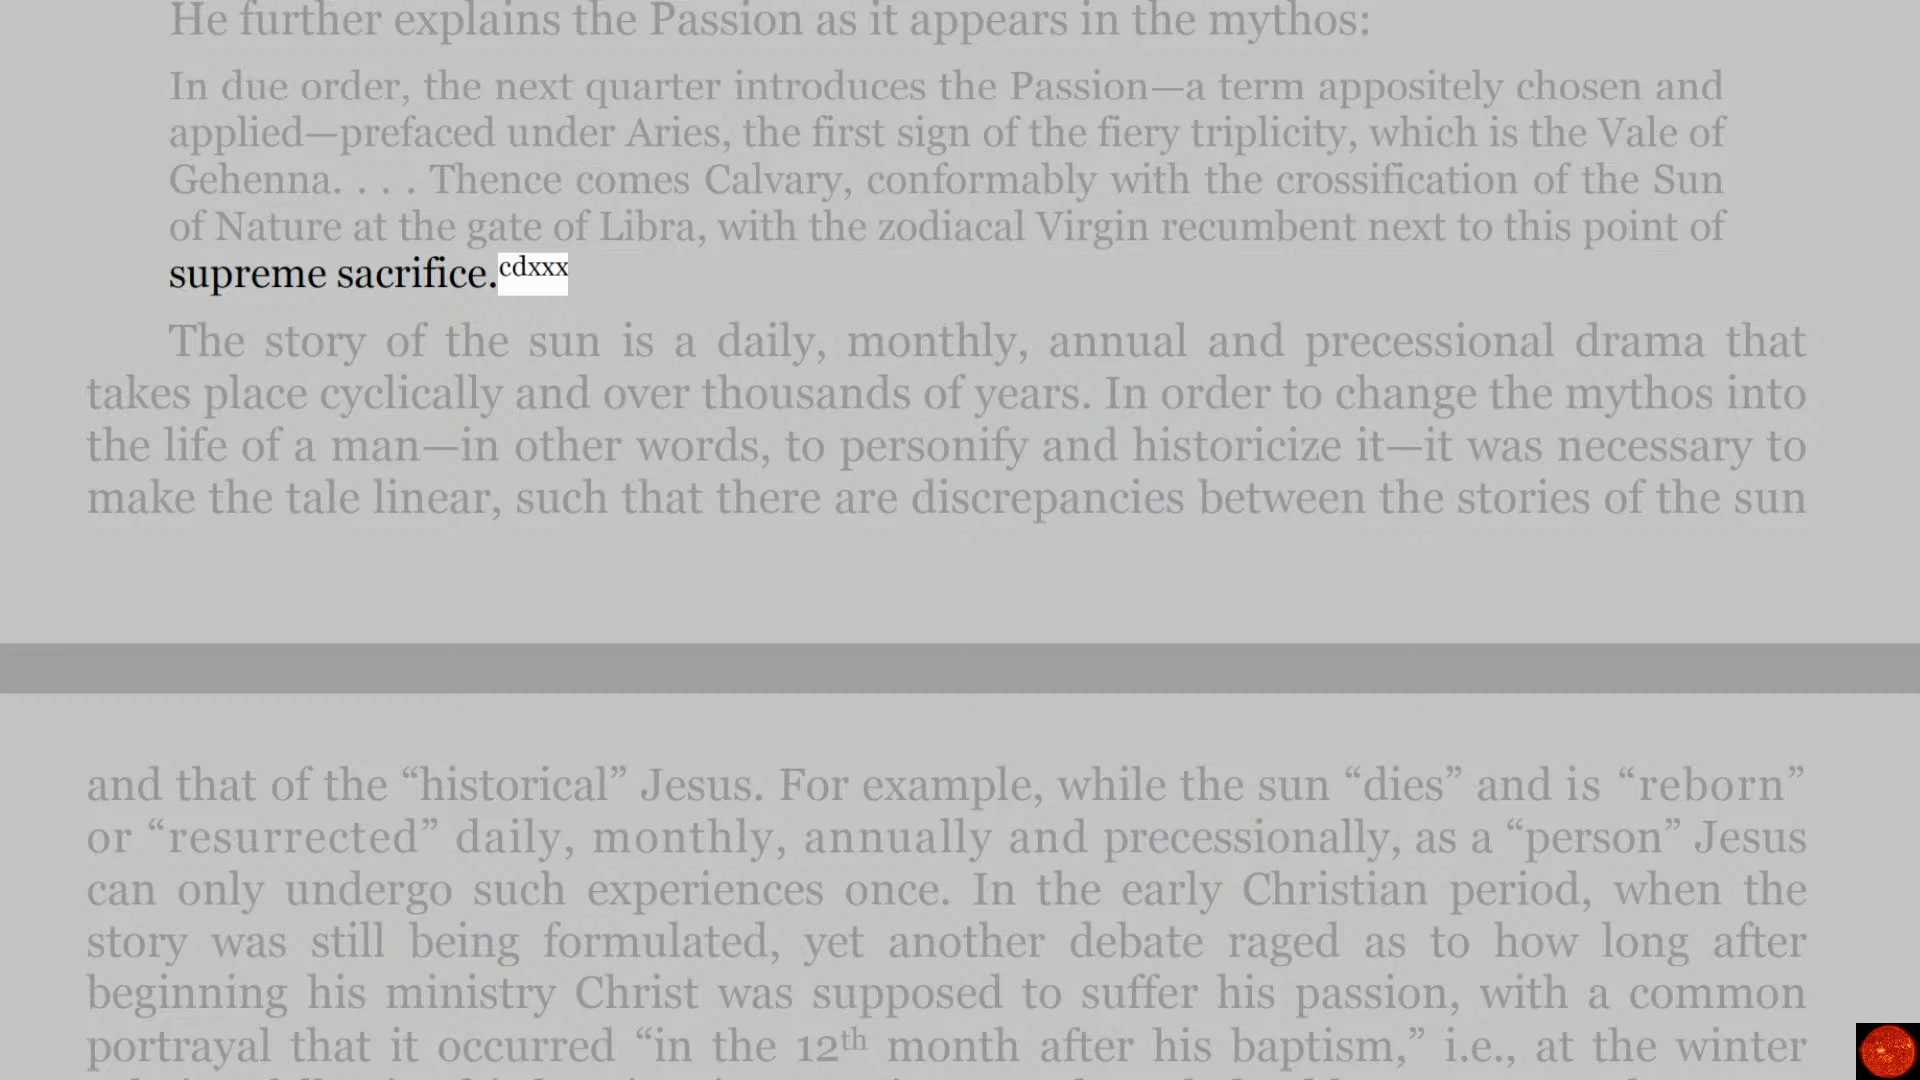 He further explains the Passion as it appears in the mythos:
In due order, the next quarter introduces the Passion—a term appositely chosen and
applied—prefaced under Aries, the first sign of the fiery triplicity, which is the Vale of
Gehenna. . . . Thence comes Calvary, conformably with the crossification of the Sun
of Nature at the gate of Libra, with the zodiacal Virgin recumbent next to this point of
supreme sacrifice.cdxxx
The story of the sun is a daily, monthly, annual and precessional drama that
takes place cyclically and over thousands of years. In order to change the mythos into
the life of a man—in other words, to personify and historicize it—it was necessary to
make the tale linear, such that there are discrepancies between the stories of the sun
and that of the “historical” Jesus. For example, while the sun “dies” and is “reborn”
or “resurrected” daily, monthly, annually and precessionally, as a “person” Jesus
can only undergo such experiences once. In the early Christian period, when the
story was still being formulated, yet another debate raged as to how long after
beginning his ministry Christ was supposed to suffer his passion, with a common
portrayal that it occurred “in the 12th month after his baptism,” i.e., at the winter